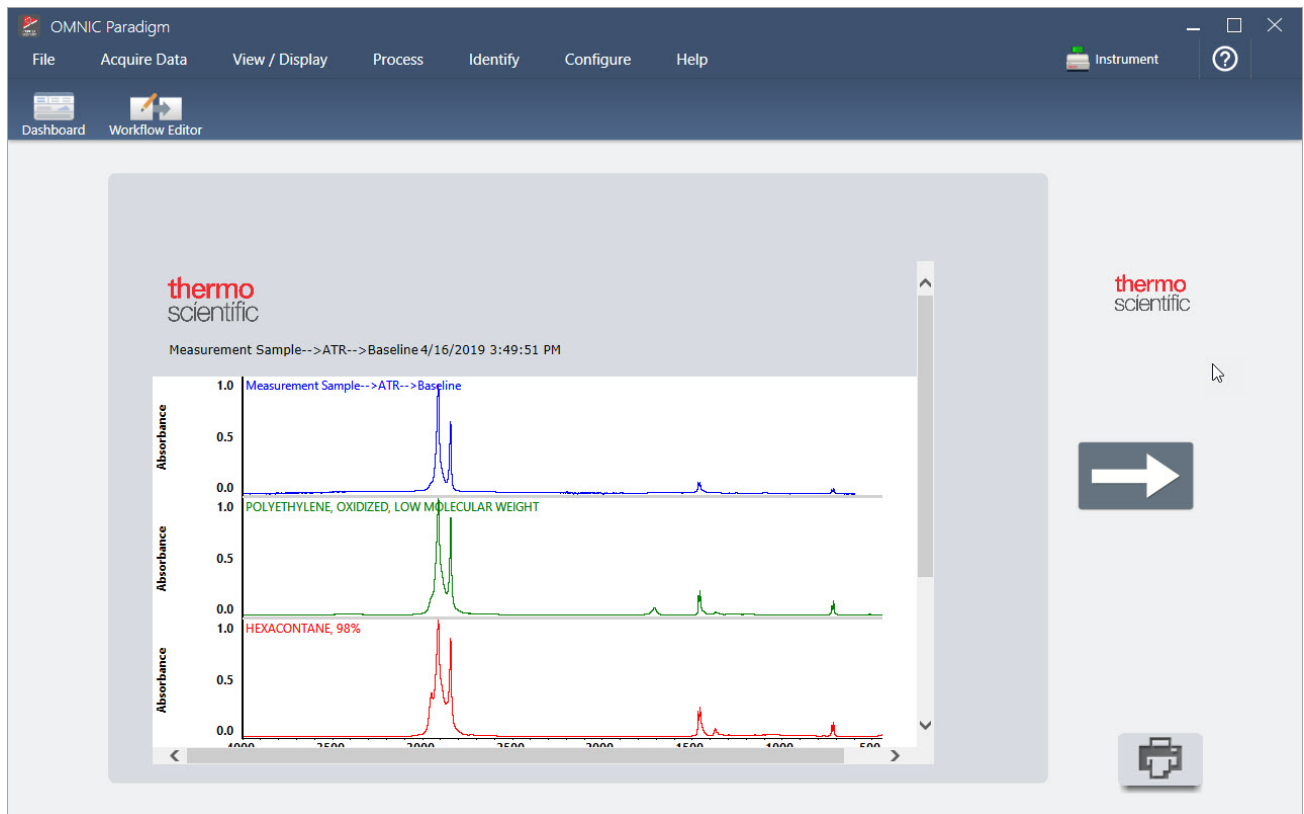 OMNIC Paradigm
File Acquire Data View / Display Process Identify Configure Help Instrument ?
Dashboard Workflow Editor
thermo
scientific
thermo
scientific
Measurement Sample-->ATR-->Baseline 4/16/2019 3:49:51 PM
1.0 Measurement Sample-->ATR-->Baseline
Absorbance
0.5
0.0
1.0 POLYETHYLENE, OXIDIZED, LOW MOLECULAR WEIGHT
Absorbance
0.5
0.0
1.0 HEXACONTANE, 98%
Absorbance
0.5
0.0